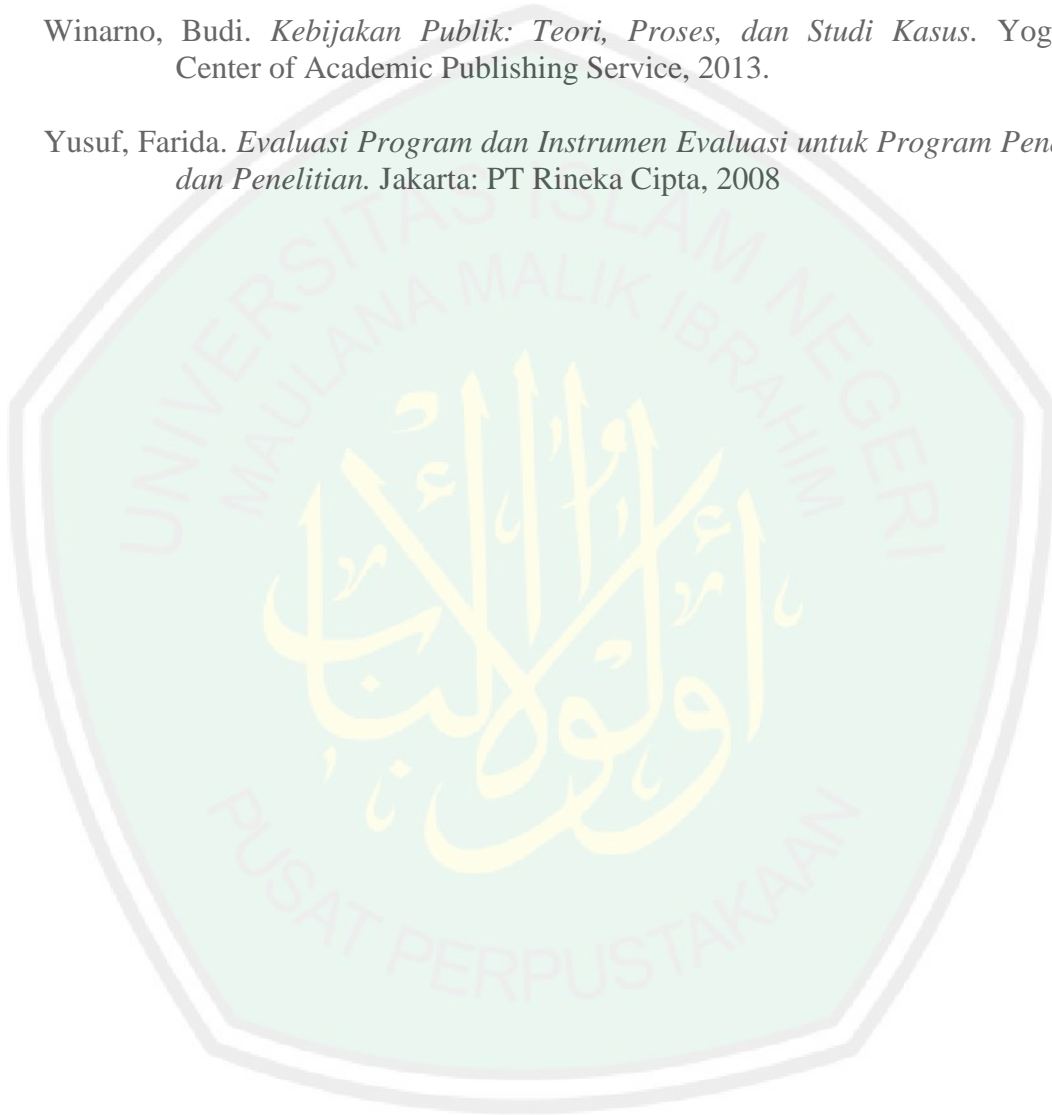 Winarno, Budi. Kebijakan Publik: Teori, Proses, dan Studi Kasus. Yog
Center of Academic Publishing Service, 2013.
Yusuf, Farida. Evaluasi Program dan Instrumen Evaluasi untuk Program Pen
dan Penelitian. Jakarta: PT Rineka Cipta, 2008
UNIVERSITAS ISLAM NEGERI
MAULANA MALIK IBRAHIM
أولو الألباب
PUSAT PERPUSTAKAAN